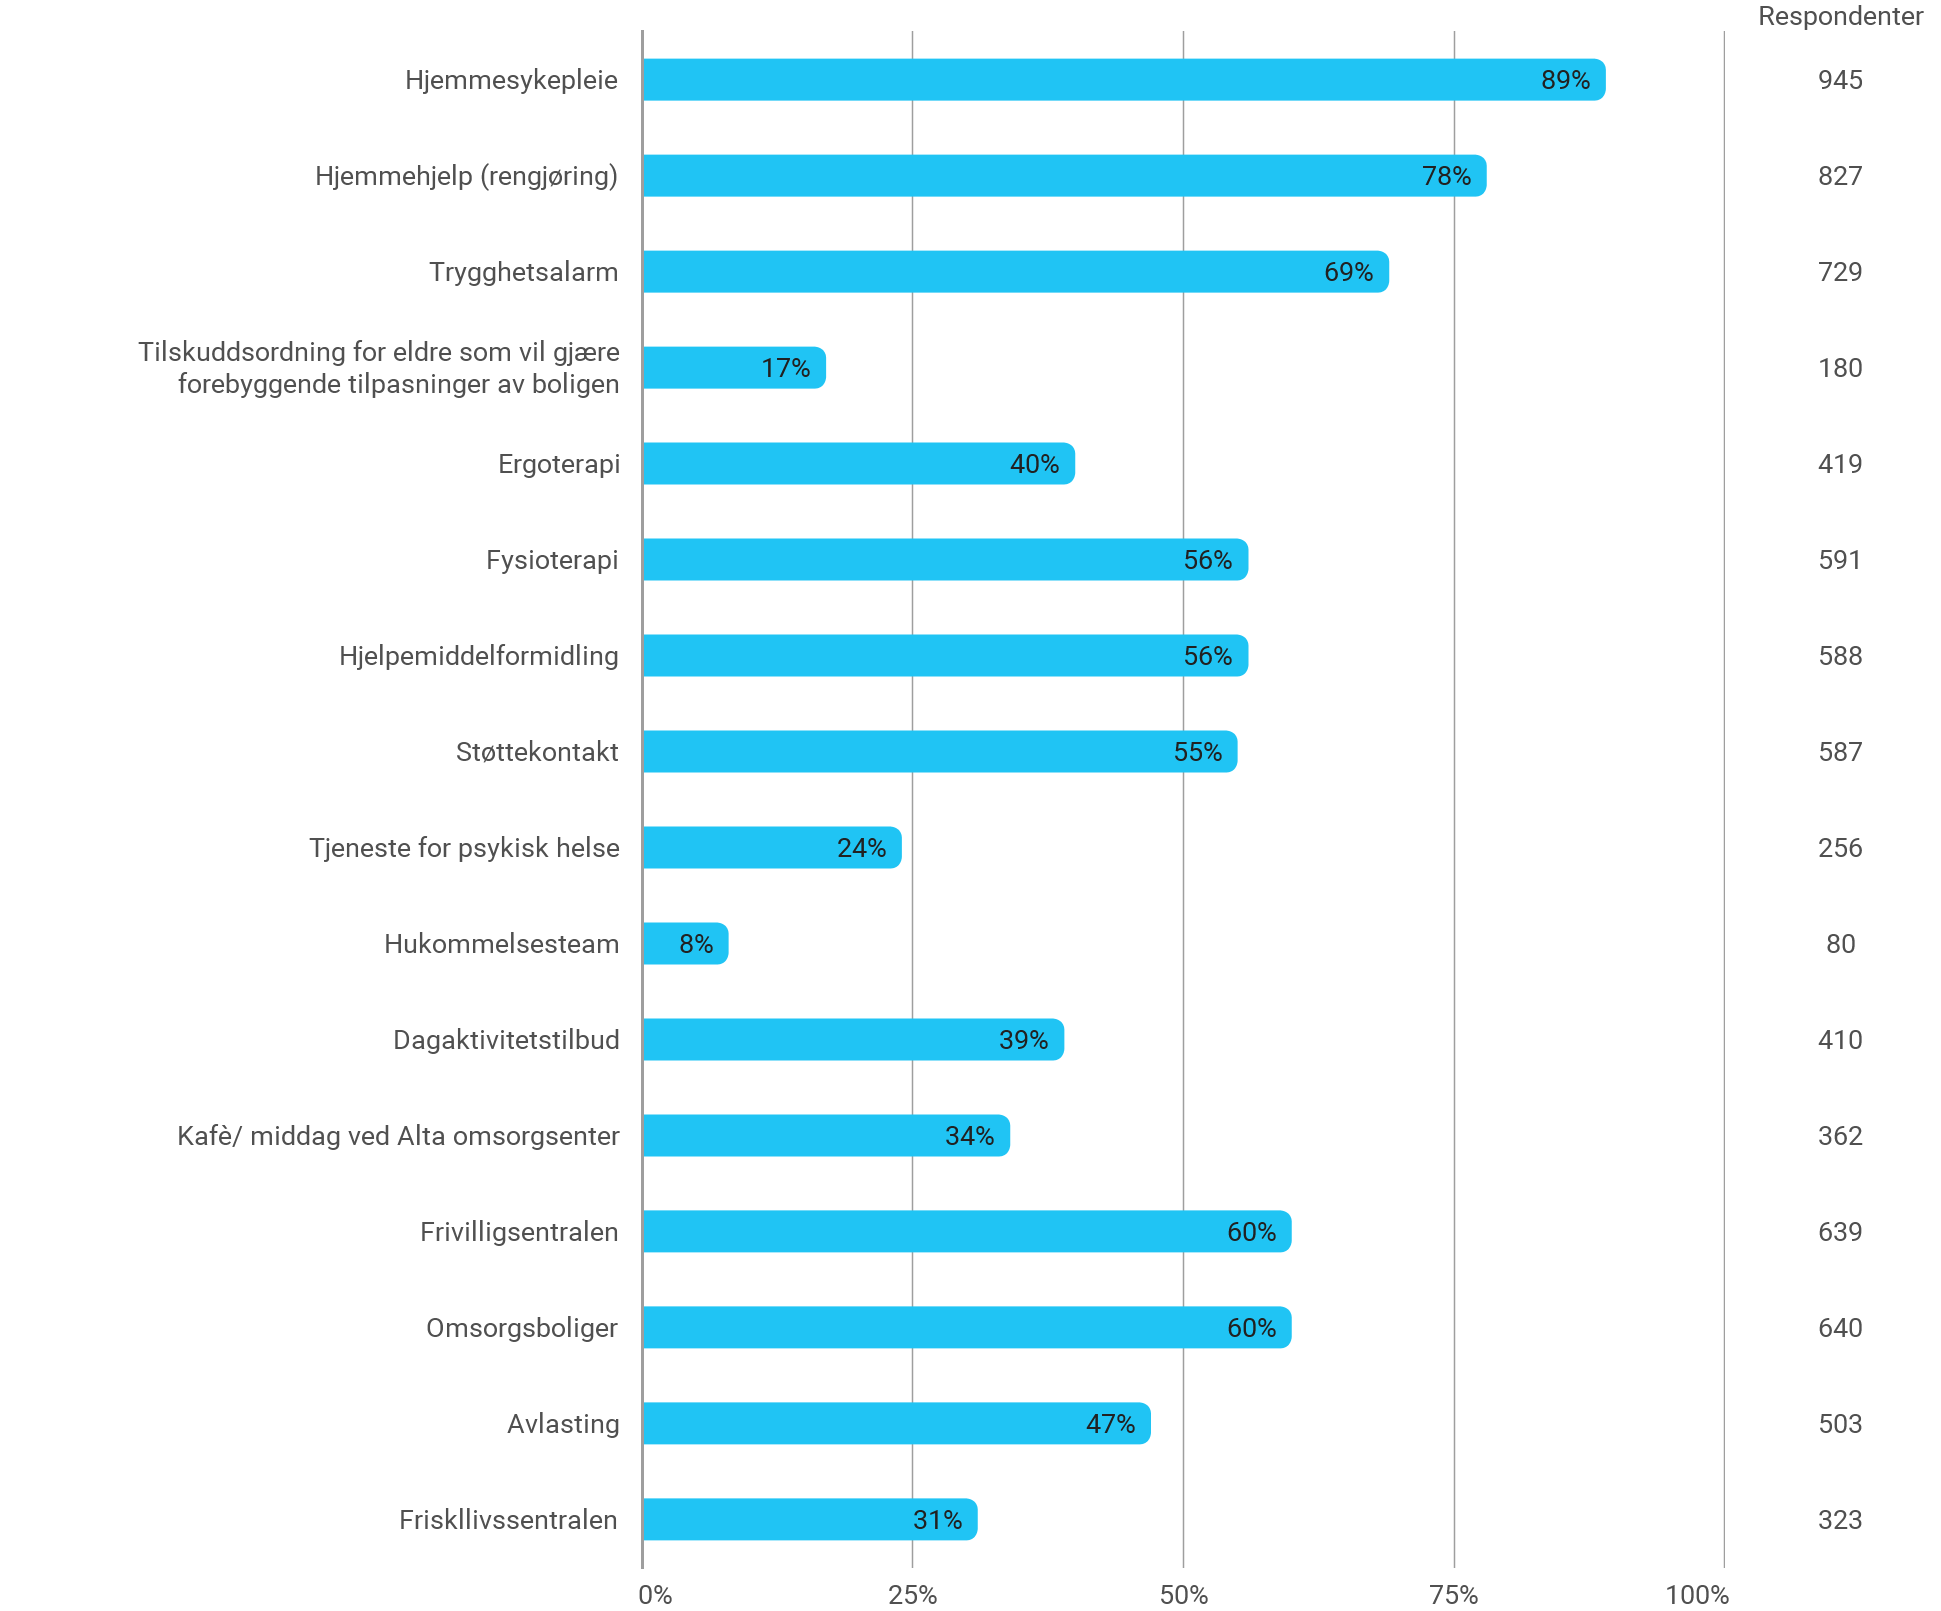 Respondenter
Hjemmesykepleie 89% 945
Hjemmehjelp (rengjøring) 78% 827
Trygghetsalarm 69% 729
Tilskuddsordning for eldre som vil gjære
forebyggende tilpasninger av boligen 17% 180
Ergoterapi 40% 419
Fysioterapi 56% 591
Hjelpemiddelformidling 56% 588
Støttekontakt 55% 587
Tjeneste for psykisk helse 24% 256
Hukommelsesteam 8% 80
Dagaktivitetstilbud 39% 410
Kafè/ middag ved Alta omsorgsenter 34% 362
Frivilligsentralen 60% 639
Omsorgsboliger 60% 640
Avlasting 47% 503
Friskllivssentralen 31% 323
0% 25% 50% 75% 100%